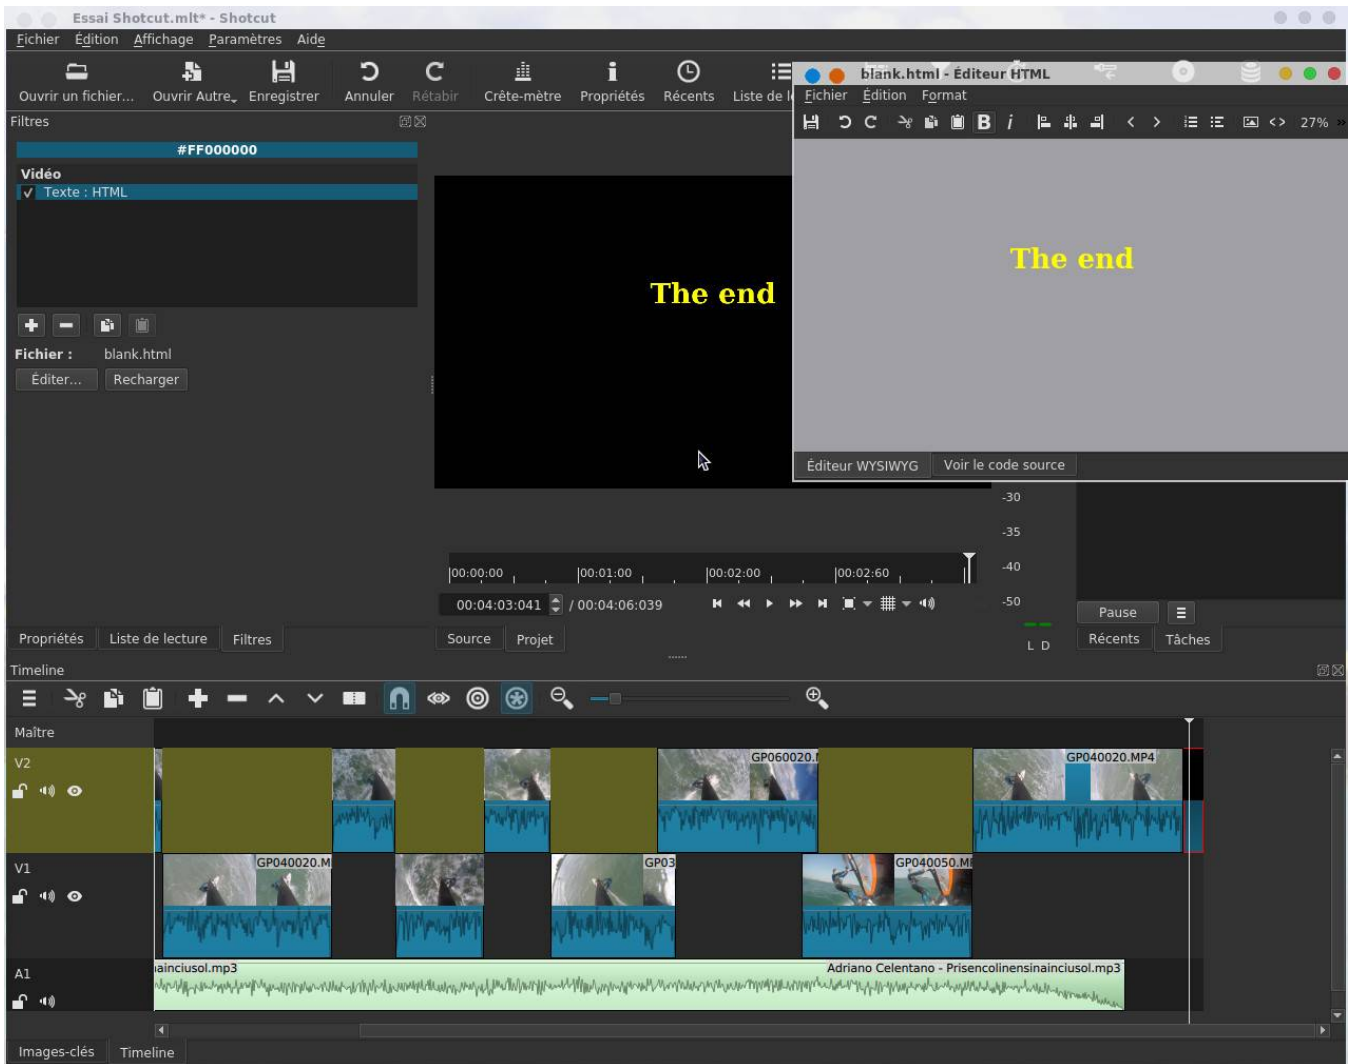 Essai Shotcut.mlt* - Shotcut
Fichier Édition Affichage Paramètres Aide
Ouvrir un fichier... Ouvrir Autre Enregistrer Annuler Rétabir Crête-mètre Propriétés Récents Liste de l
blank.html - Éditeur HTML
Fichier Édition Format
B i 27% »
Filtres
#FF000000
Vidéo
Texte : HTML
The end
The end
Fichier : blank.html
Éditer... Recharger
Éditeur WYSIWYG Voir le code source
-30
-35
-40
-50
L D
00:00:00 00:01:00 00:02:00 00:02:60
00:04:03:041 / 00:04:06:039
Pause
Propriétés Liste de lecture Filtres
Source Projet
Récents Tâches
Timeline
Maître
V2
GP060020.
GP040020.MP4
V1
GP040020.M
GP03
GP040050.M
A1
ainciusol.mp3
Adriano Celentano - Prisencolinensinainciusol.mp3
Images-clés Timeline